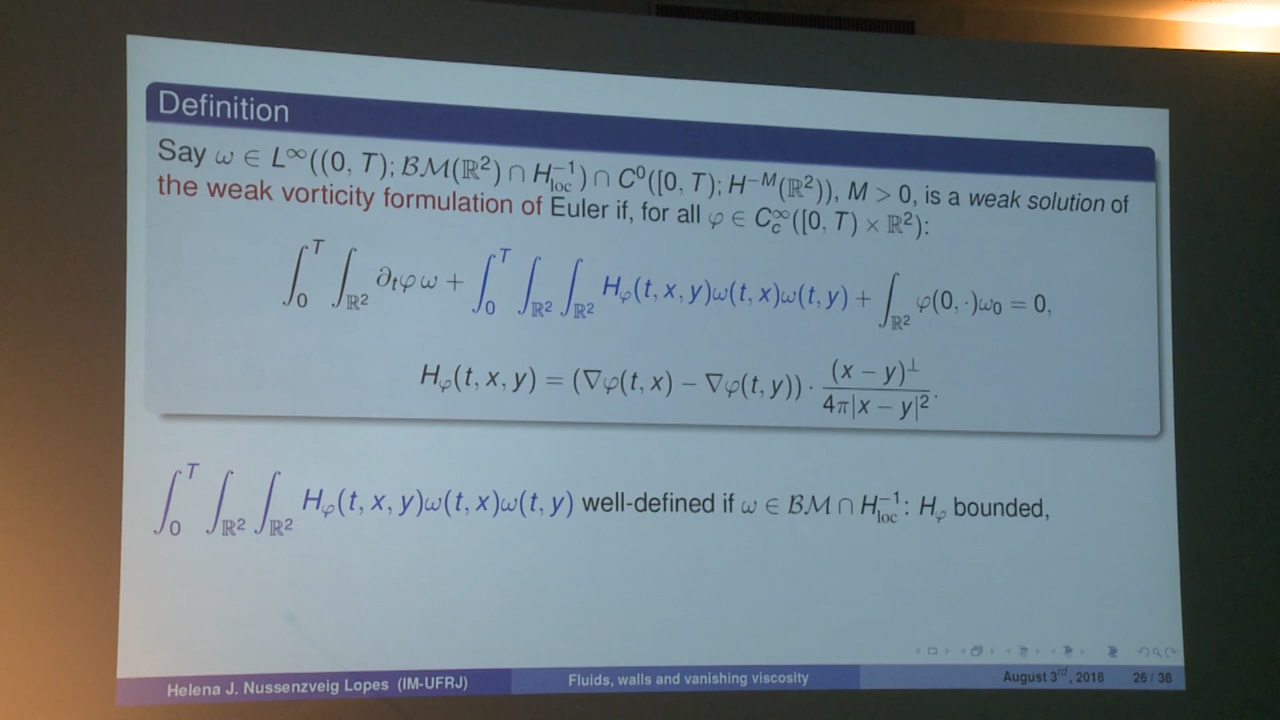 Definition
Say ω ∈ L^∞((0, T); ℬℳ(ℝ²) ∩ H^{-1}_{loc}) ∩ C⁰([0, T); H^{-M}(ℝ²)), M > 0, is a weak solution of
the weak vorticity formulation of Euler if, for all φ ∈ C_c^∞([0, T) × ℝ²):
∫_0^T ∫_{ℝ²} ∂_tφ ω + ∫_0^T ∫_{ℝ²} ∫_{ℝ²} H_φ(t, x, y)ω(t, x)ω(t, y) + ∫_{ℝ²} φ(0, ·)ω₀ = 0,
H_φ(t, x, y) = (∇φ(t, x) − ∇φ(t, y)) · (x − y)^⊥ / 4π|x − y|² .
∫_0^T ∫_{ℝ²} ∫_{ℝ²} H_φ(t, x, y)ω(t, x)ω(t, y) well-defined if ω ∈ ℬℳ ∩ H^{-1}_{loc}: H_φ bounded,
Helena J. Nussenzveig Lopes (IM-UFRJ) Fluids, walls and vanishing viscosity August 3rd, 2018 26 / 38